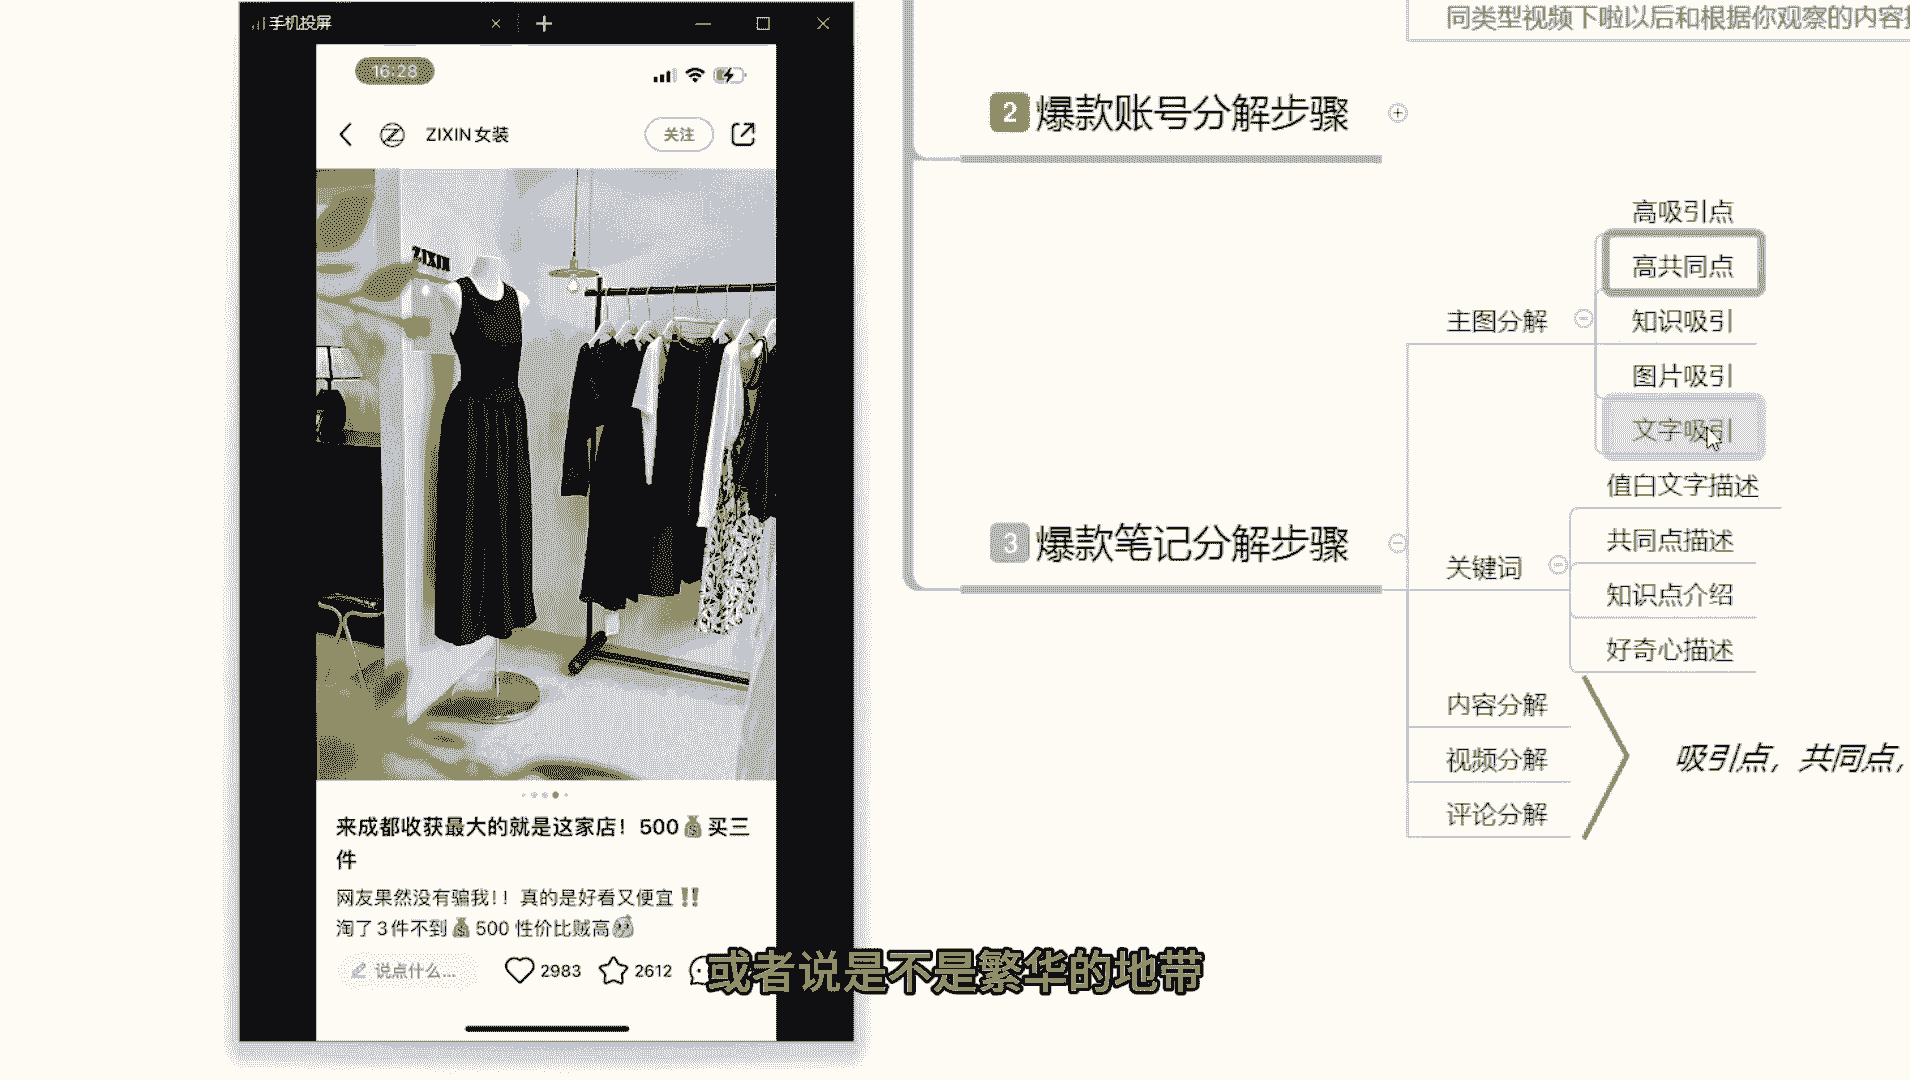 手机投屏
16:28
ZIXIN女装
关注
ZIXIN
来成都收获最大的就是这家店！500💰买三
件
网友果然没有骗我！！真的是好看又便宜‼️
淘了3件不到💰500 性价比贼高
说点什么...
2983
2612
或者说是不是繁华的地带
同类型视频下啦以后和根据你观察的内容
2 爆款账号分解步骤
3 爆款笔记分解步骤
主图分解
高吸引点
高共同点
知识吸引
图片吸引
文字吸引
关键词
值白文字描述
共同点描述
知识点介绍
好奇心描述
内容分解
视频分解
评论分解
吸引点，共同点，